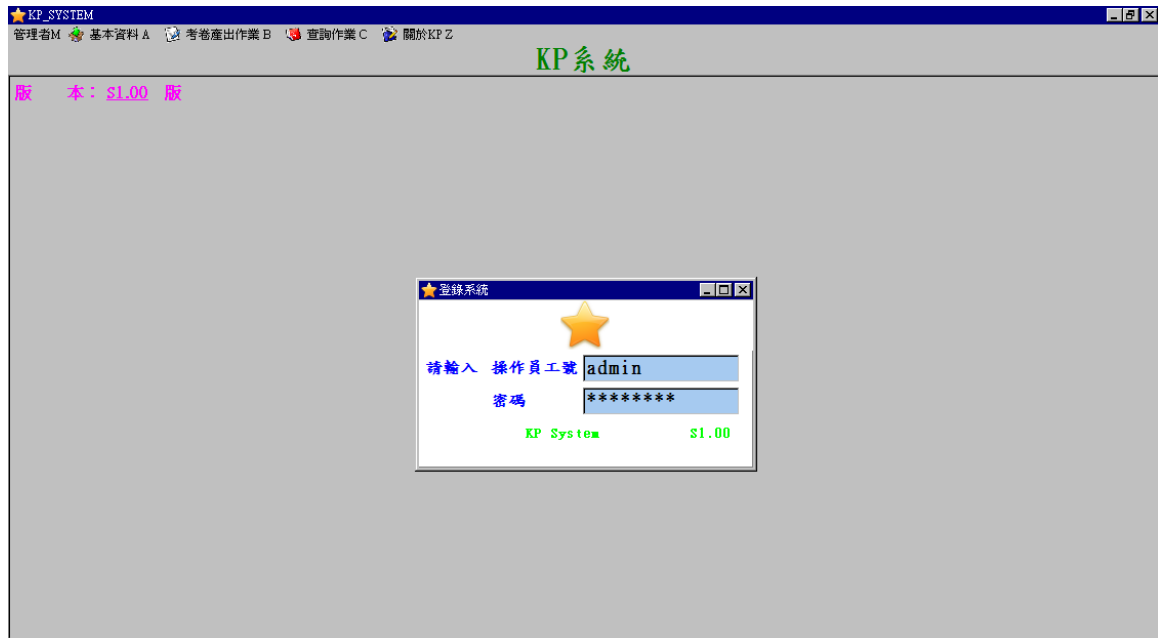 KP_SYSTEM
管理者M 基本資料 A 考卷產出作業 B 查詢作業 C 關於KP Z
KP系統
版 本：S1.00 版
登錄系統
請輸入 操作員工號 admin
密碼 ********
KP System S1.00